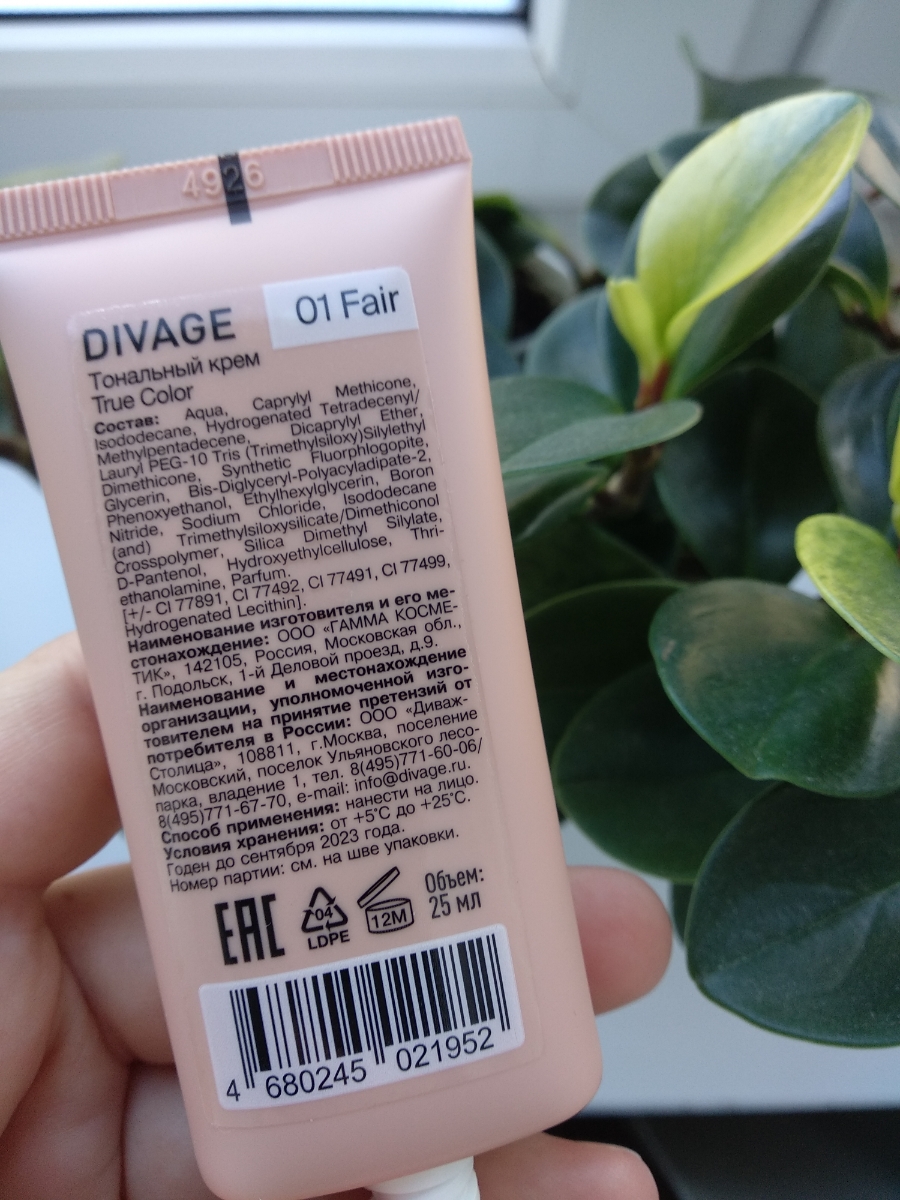 4926
DIVAGE
01 Fair
Тональный крем
True Color
Состав: Aqua, Caprylyl Methicone,
Isododecane, Hydrogenated Tetradecenyl/
Methylpentadecene, Dicaprylyl Ether,
Lauryl PEG-10 Tris (Trimethylsiloxy)Silylethyl
Dimethicone, Synthetic Fluorphlogopite,
Glycerin, Bis-Diglyceryl-Polyacyladipate-2,
Phenoxyethanol, Ethylhexylglycerin, Boron
Nitride, Sodium Chloride, Isododecane
(and) Trimethylsiloxysilicate/Dimethiconol
Crosspolymer, Silica Dimethyl Silylate,
D-Pantenol, Hydroxyethylcellulose, Thri-
ethanolamine, Parfum.
[+/- CI 77891, CI 77492, CI 77491, CI 77499,
Hydrogenated Lecithin].
Наименование изготовителя и его ме-
стонахождение: ООО «ГАММА КОСМЕ-
ТИК», 142105, Россия, Московская обл.,
г. Подольск, 1-й Деловой проезд, д.9.
Наименование и местонахождение
организации, уполномоченной изго-
товителем на принятие претензий от
потребителя в России: ООО «Диваж-
Столица», 108811, г.Москва, поселение
Московский, поселок Ульяновского лесо-
парка, владение 1, тел. 8(495)771-60-06/
8(495)771-67-70, e-mail: info@divage.ru.
Способ применения: нанести на лицо.
Условия хранения: от +5°C до +25°C.
Годен до сентября 2023 года.
Номер партии: см. на шве упаковки.
EAC
04
LDPE
12M
Объем:
25 мл
4 680245 021952